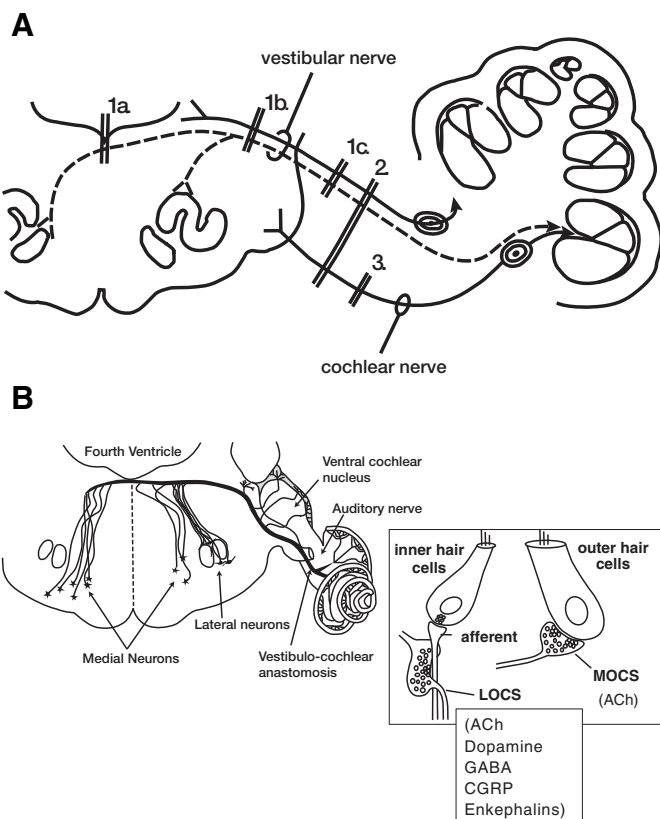 A
vestibular nerve
1a.
1b.
1c.
2.
3.
cochlear nerve
B
Fourth Ventricle
Ventral cochlear
nucleus
Auditory nerve
Lateral neurons
Medial Neurons
Vestibulo-cochlear
anastomosis
inner hair
cells
outer hair
cells
afferent
LOCS
MOCS
(ACh)
(ACh
Dopamine
GABA
CGRP
Enkephalins)